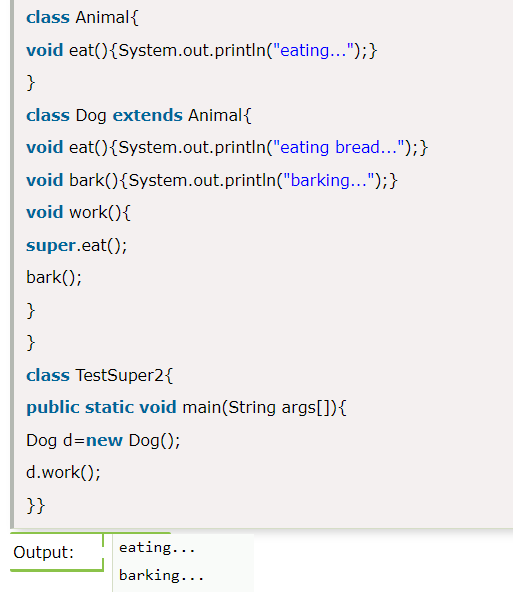 class Animal{
void eat(){System.out.println("eating...");}
}
class Dog extends Animal{
void eat(){System.out.println("eating bread...");}
void bark(){System.out.println("barking...");}
void work(){
super.eat();
bark();
}
}
class TestSuper2{
public static void main(String args[]){
Dog d=new Dog();
d.work();
}}
Output:
eating...
barking...